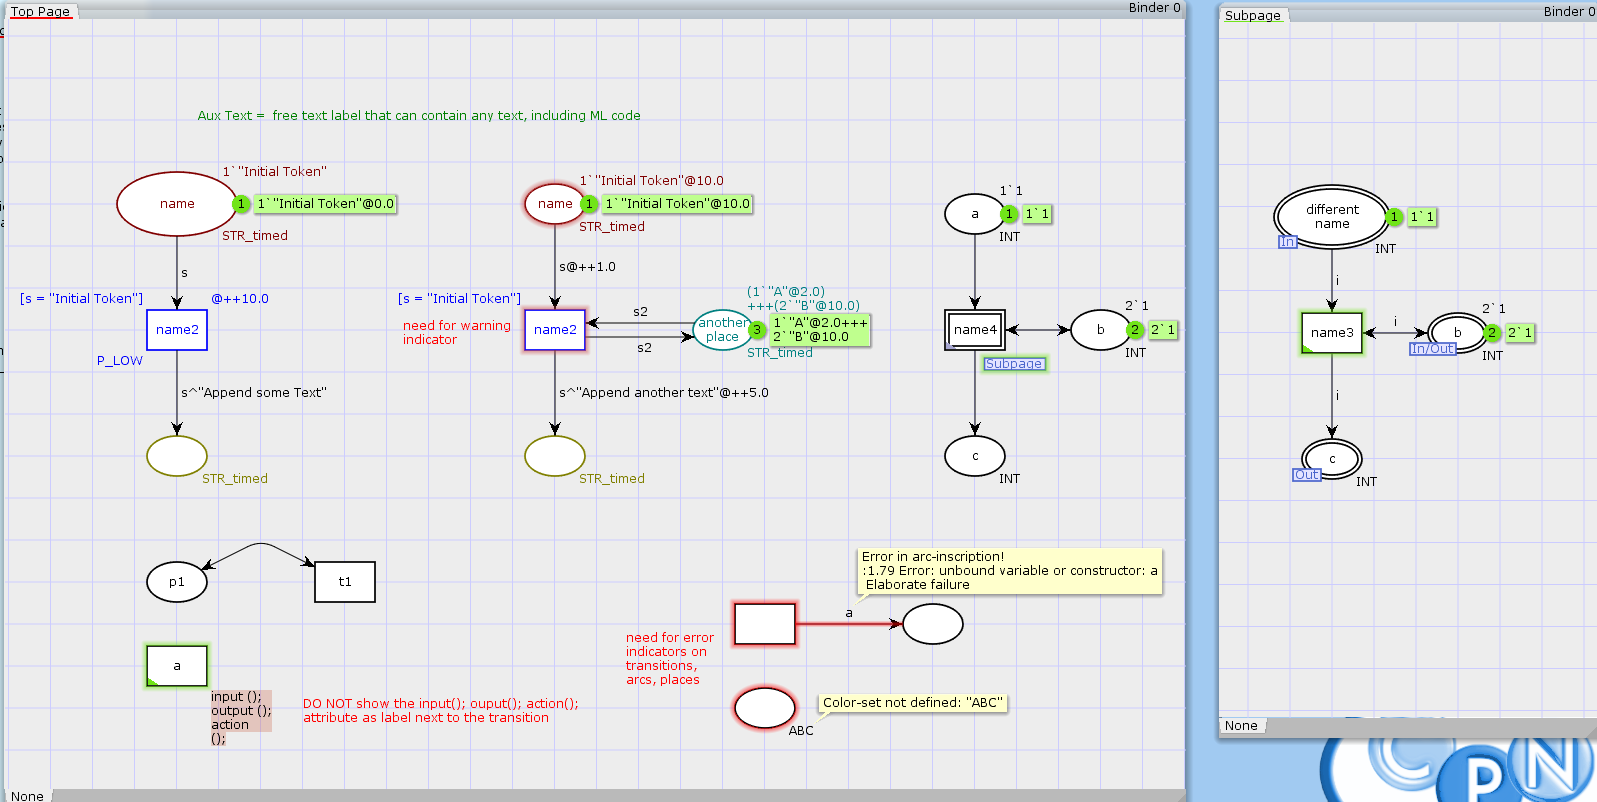 Top Page
Binder 0
Aux Text =  free text label that can contain any text, including ML code
1`"Initial Token"
name
1
1`"Initial Token"@0.0
STR_timed
s
[s = "Initial Token"]
@++10.0
name2
P_LOW
s^"Append some Text"
STR_timed
1`"Initial Token"@10.0
name
1
1`"Initial Token"@10.0
STR_timed
s@++1.0
[s = "Initial Token"]
need for warning
indicator
name2
s2
s2
(1`"A"@2.0)
+++(2`"B"@10.0)
another
place
3
1`"A"@2.0+++
2`"B"@10.0
STR_timed
s^"Append another text"@++5.0
STR_timed
1`1
a
1
1`1
INT
name4
Subpage
2`1
b
2
2`1
INT
c
INT
p1
t1
a
input ();
output ();
action
();
DO NOT show the input(); ouput(); action();
attribute as label next to the transition
Error in arc-inscription!
:1.79 Error: unbound variable or constructor: a
Elaborate failure
a
need for error
indicators on
transitions,
arcs, places
Color-set not defined: "ABC"
ABC
None
Subpage
Binder 0
different
name
1
1`1
In
INT
i
name3
i
2`1
b
2
2`1
In/Out
INT
i
c
Out
INT
None
CPN